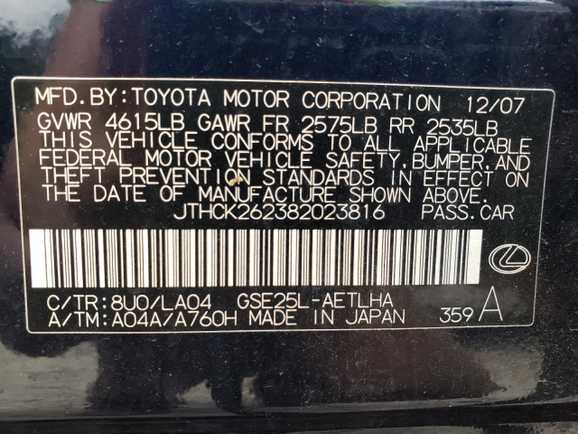 MFD.BY:TOYOTA MOTOR CORPORATION 12/07
GVWR 4615LB GAWR FR 2575LB RR 2535LB
THIS VEHICLE CONFORMS TO ALL APPLICABLE
FEDERAL MOTOR VEHICLE SAFETY, BUMPER, AND
THEFT PREVENTION STANDARDS IN EFFECT ON
THE DATE OF MANUFACTURE SHOWN ABOVE.
JTHCK262382023816 PASS.CAR
C/TR:8U0/LA04 GSE25L-AETLHA
A/TM:A04A/A760H MADE IN JAPAN 359 A